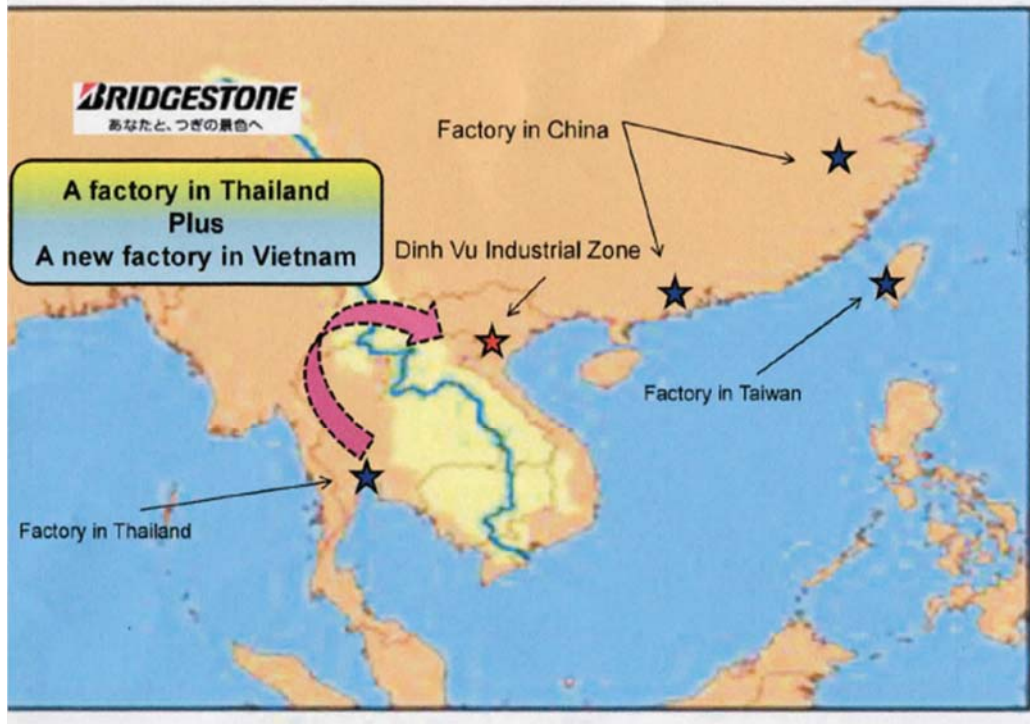 BRIDGESTONE
あなたと、つぎの景色へ
Factory in China
A factory in Thailand
Plus
A new factory in Vietnam
Dinh Vu Industrial Zone
Factory in Taiwan
Factory in Thailand